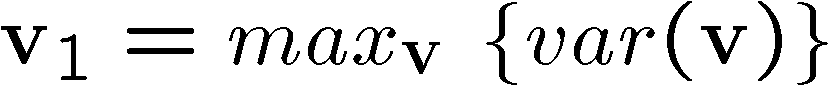 v₁ = max_v {var(v)}